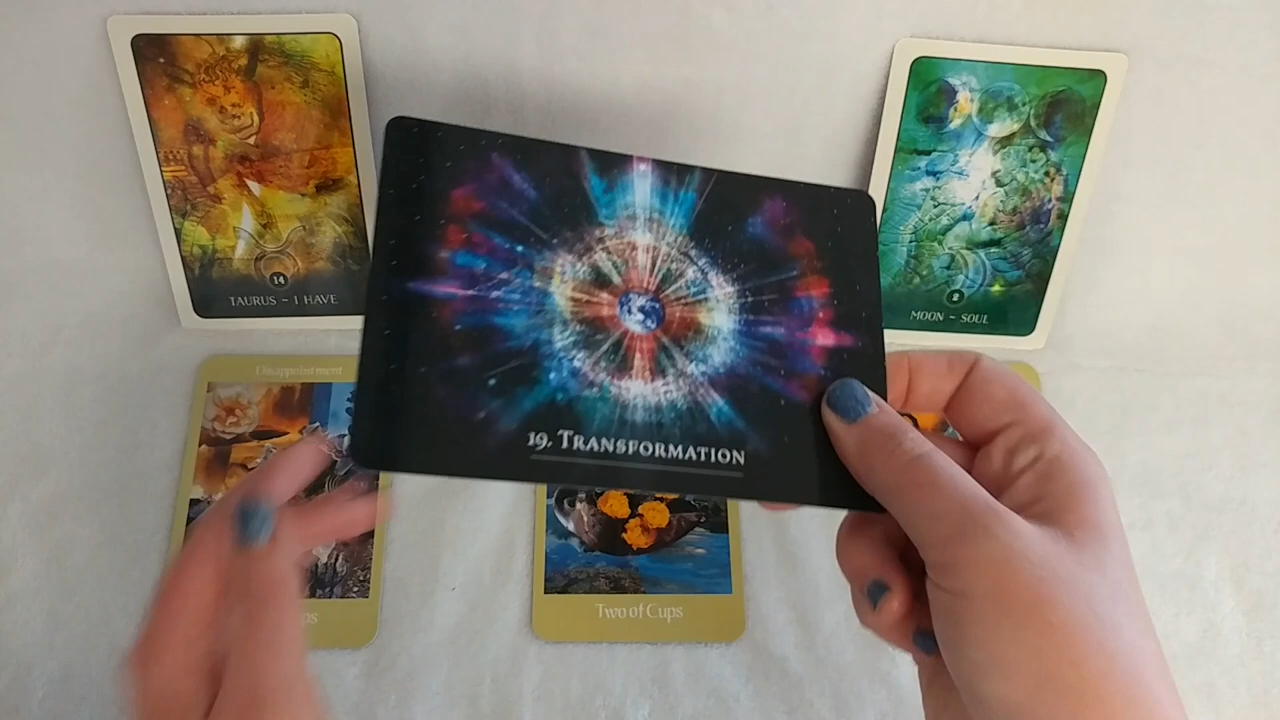 14
TAURUS ~ I HAVE
2
MOON ~ SOUL
19. TRANSFORMATION
Disappointment
Two of Cups